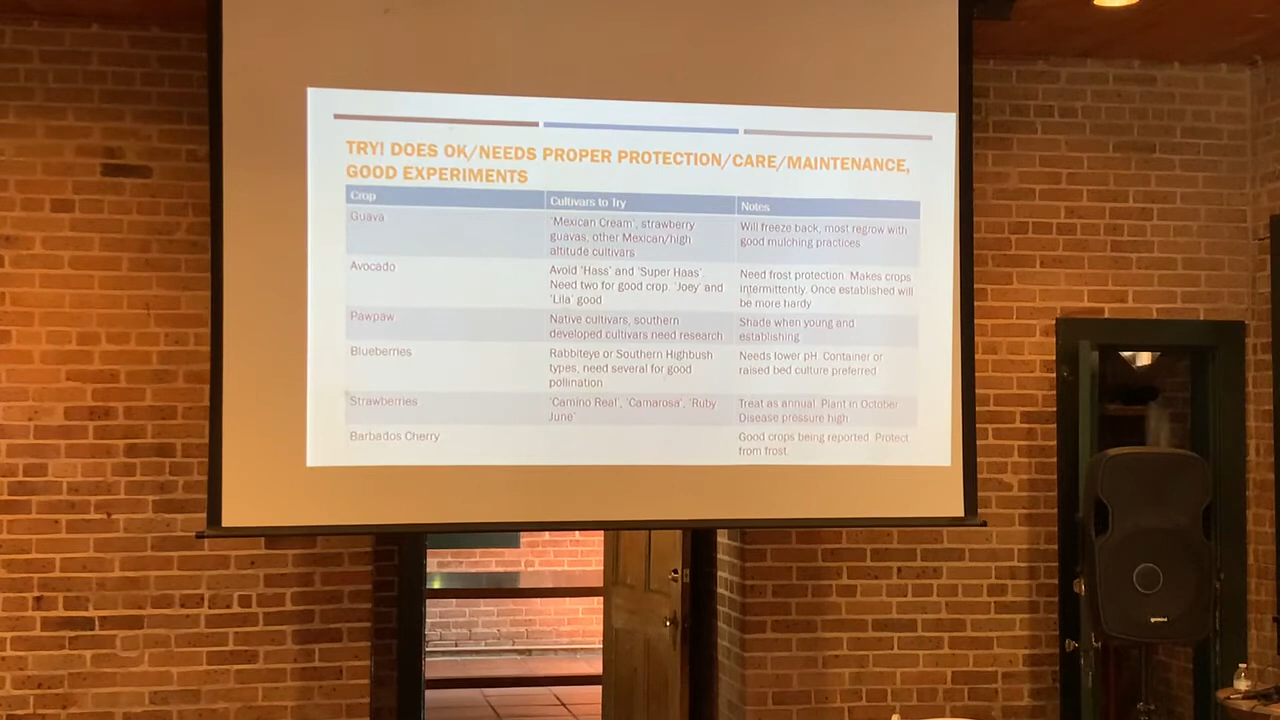 TRY! DOES OK/NEEDS PROPER PROTECTION/CARE/MAINTENANCE,
GOOD EXPERIMENTS
Crop
Cultivars to Try
Notes
Guava
'Mexican Cream', strawberry
guavas, other Mexican/high
altitude cultivars
Will freeze back, most regrow with
good mulching practices
Avocado
Avoid 'Hass' and 'Super Haas'.
Need two for good crop. 'Joey' and
'Lila' good
Need frost protection. Makes crops
intermittently. Once established will
be more hardy
Pawpaw
Native cultivars, southern
developed cultivars need research
Shade when young and
establishing
Blueberries
Rabbiteye or Southern Highbush
types, need several for good
pollination
Needs lower pH. Container or
raised bed culture preferred.
Strawberries
'Camino Real', 'Camarosa', 'Ruby
June'
Treat as annual. Plant in October
Disease pressure high.
Barbados Cherry
Good crops being reported. Protect
from frost.
gemini